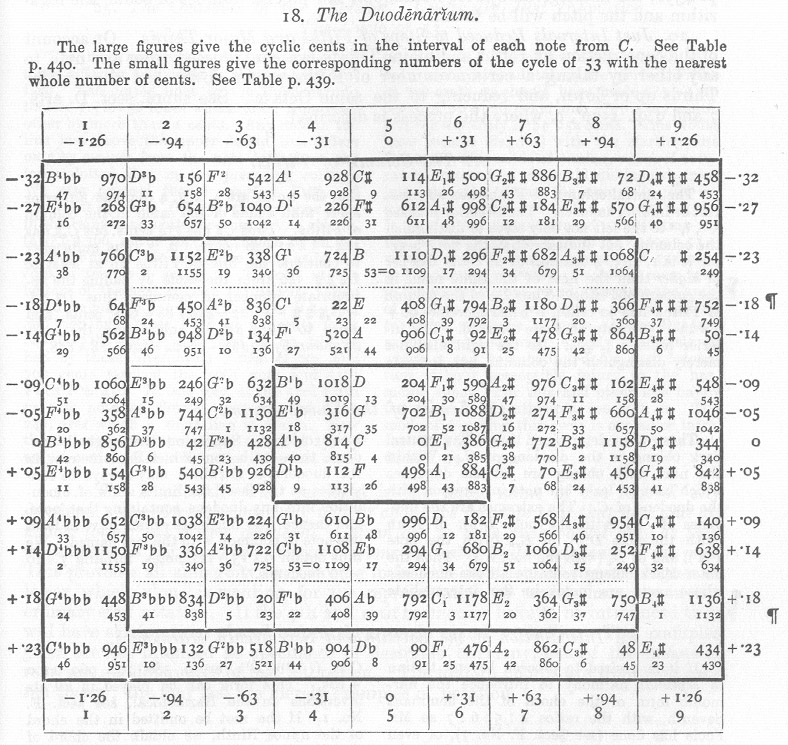 18. The Duodēnārĭum.
The large figures give the cyclic cents in the interval of each note from C. See Table
p. 440. The small figures give the corresponding numbers of the cycle of 53 with the nearest
whole number of cents. See Table p. 439.
1 2 3 4 5 6 7 8 9
−1·26 −·94 −·63 −·31 0 +·31 +·63 +·94 +1·26
−·32 B⁴bb 970 D³b 156 F² 542 A¹ 928 C♯ 114 E₁♯ 500 G₂♯♯ 886 B₃♯♯ 72 D₄♯♯♯ 458 −·32
47 974 11 158 28 543 45 928 9 113 26 498 43 883 7 68 24 453
−·27 E⁴bb 268 G³b 654 B²b 1040 D¹ 226 F♯ 612 A₁♯ 998 C₂♯♯ 184 E₃♯♯ 570 G₄♯♯♯ 956 −·27
16 272 33 657 50 1042 14 226 31 611 48 996 12 181 29 566 46 951
−·23 A⁴bb 766 C³b 1152 E²b 338 G¹ 724 B 1110 D₁♯ 296 F₂♯♯ 682 A₃♯♯ 1068 C ♯ 254 −·23
38 770 2 1155 19 340 36 725 53=0 1109 17 294 34 679 51 1064 249
−·18 D⁴bb 64 F³b 450 A²b 836 C¹ 22 E 408 G₁♯ 794 B₂♯ 1180 D₃♯♯ 366 F₄♯♯♯ 752 −·18 ¶
7 68 24 453 41 838 5 23 22 408 39 792 3 1177 20 360 37 749
−·14 G⁴bb 562 B³bb 948 D²b 134 F¹ 520 A 906 C₁♯ 92 E₂♯ 478 G₃♯♯ 864 B₄♯♯ 50 −·14
29 566 46 951 10 136 27 521 44 906 8 91 25 475 42 860 6 45
−·09 C⁴bb 1060 E³bb 246 G²b 632 B¹b 1018 D 204 F₁♯ 590 A₂♯ 976 C₃♯♯ 162 E₄♯♯ 548 −·09
51 1064 15 249 32 634 49 1019 13 204 30 589 47 974 11 158 28 543
−·05 F⁴bb 358 A³bb 744 C²b 1130 E¹b 316 G 702 B₁ 1088 D₂♯ 274 F₃♯♯ 660 A₄♯♯ 1046 −·05
20 362 37 747 1 1132 18 317 35 702 52 1087 16 272 33 657 50 1042
0 B⁴bbb 856 D³bb 42 F²b 428 A¹b 814 C 0 E₁ 386 G₂♯ 772 B₃♯ 1158 D₄♯♯ 344 0
42 860 6 45 23 430 40 815 4 0 21 385 38 770 2 1158 19 340
+·05 E⁴bbb 154 G³bb 540 B²bb 926 D¹b 112 F 498 A₁ 884 C₂♯ 70 E₃♯ 456 G₄♯♯ 842 +·05
11 158 28 543 45 928 9 113 26 498 43 883 7 68 24 453 41 838
+·09 A⁴bbb 652 C³bb 1038 E²bb 224 G¹b 610 Bb 996 D₁ 182 F₂♯ 568 A₃♯ 954 C₄♯♯ 140 +·09
33 657 50 1042 14 226 31 611 48 996 12 181 29 566 46 951 10 136
+·14 D⁴bbb 1150 F³bb 336 A²bb 722 C¹b 1108 Eb 294 G₁ 680 B₂ 1066 D₃♯ 252 F₄♯♯ 638 +·14
2 1155 19 340 36 725 53=0 1109 17 294 34 679 51 1064 15 249 32 634
+·18 G⁴bbb 448 B³bbb 834 D²bb 20 F¹b 406 Ab 792 C₁ 1178 E₂ 364 G₃♯ 750 B₄♯ 1136 +·18 ¶
24 453 41 838 5 23 22 408 39 792 3 1177 20 362 37 747 1 1132
+·23 C⁴bbb 946 E³bbb 132 G²bb 518 B¹bb 904 Db 90 F₁ 476 A₂ 862 C₃♯ 48 E₄♯ 434 +·23
46 951 10 136 27 521 44 906 8 91 25 475 42 860 6 45 23 430
−1·26 −·94 −·63 −·31 0 +·31 +·63 +·94 +1·26
1 2 3 4 5 6 7 8 9